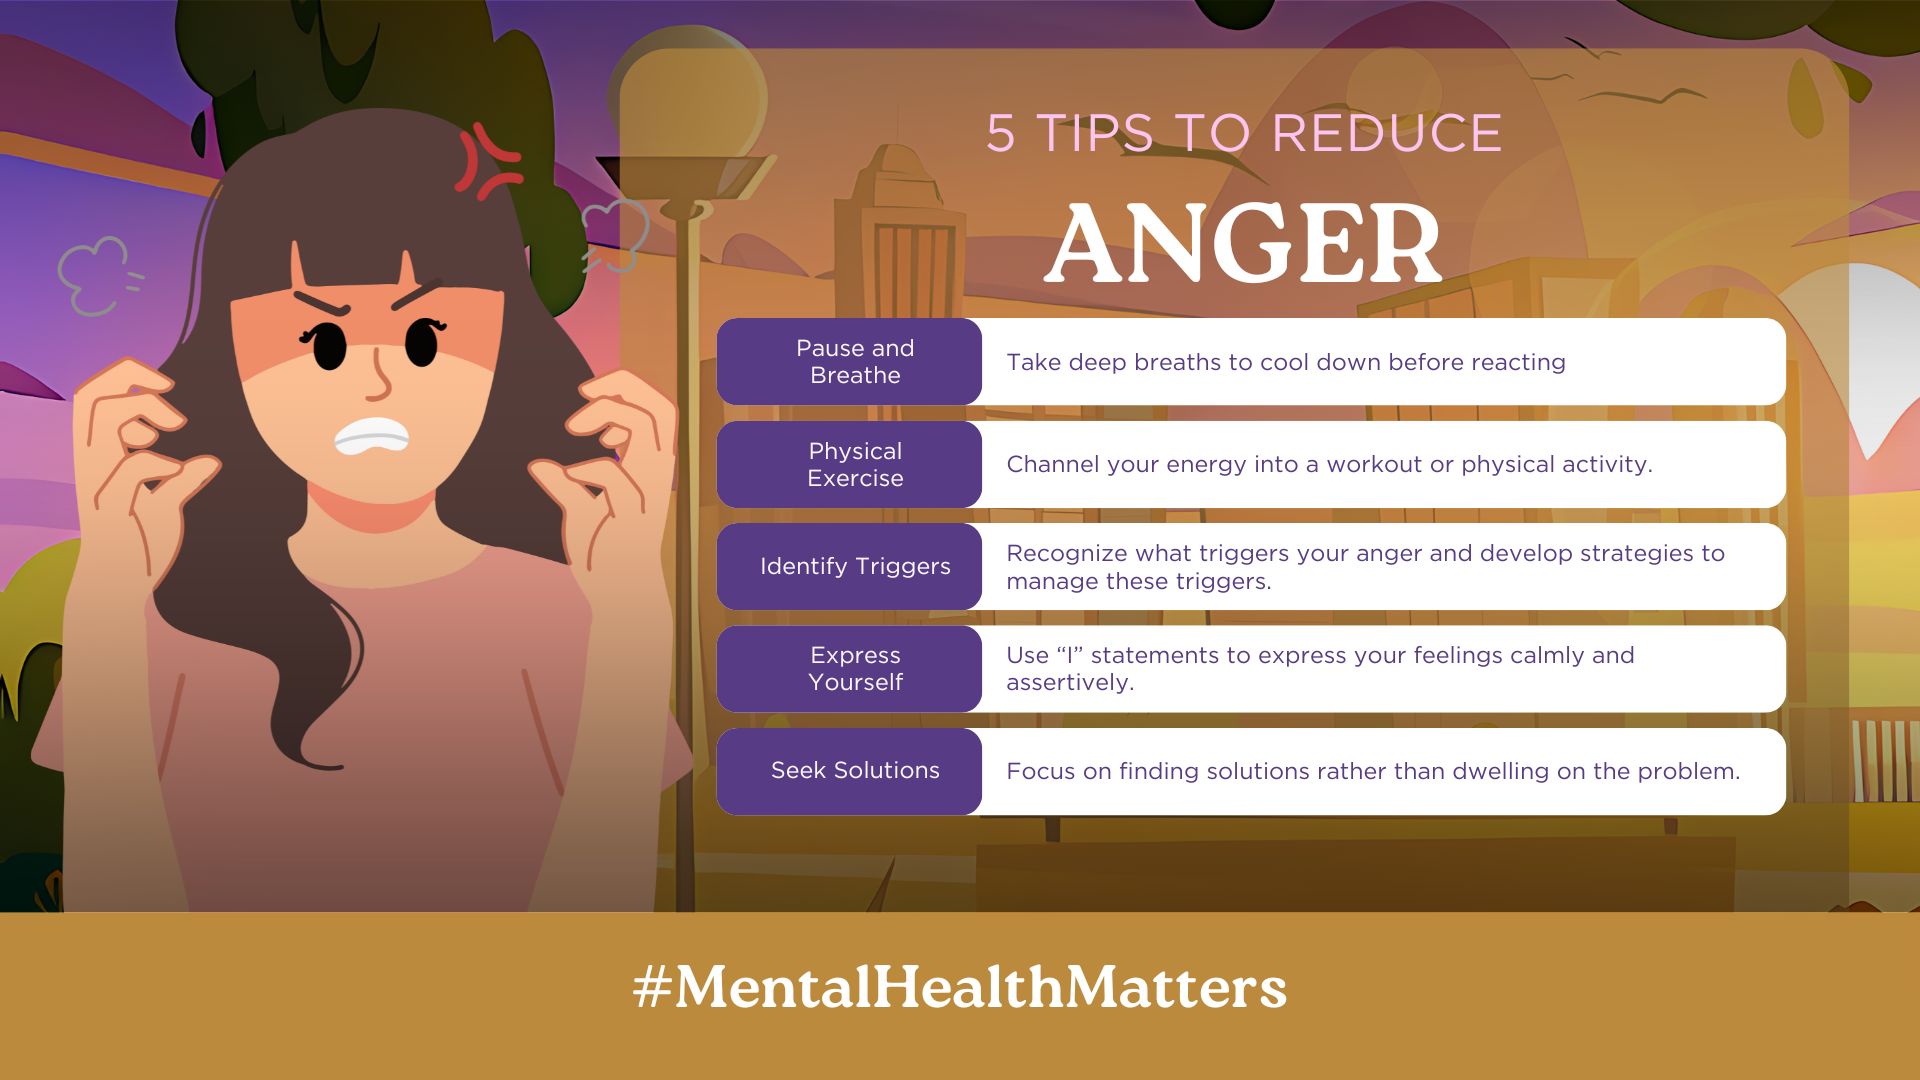 5 TIPS TO REDUCE
ANGER
Pause and
Breathe
Take deep breaths to cool down before reacting
Physical
Exercise
Channel your energy into a workout or physical activity.
Identify Triggers
Recognize what triggers your anger and develop strategies to
manage these triggers.
Express
Yourself
Use “I” statements to express your feelings calmly and
assertively.
Seek Solutions
Focus on finding solutions rather than dwelling on the problem.
#MentalHealthMatters